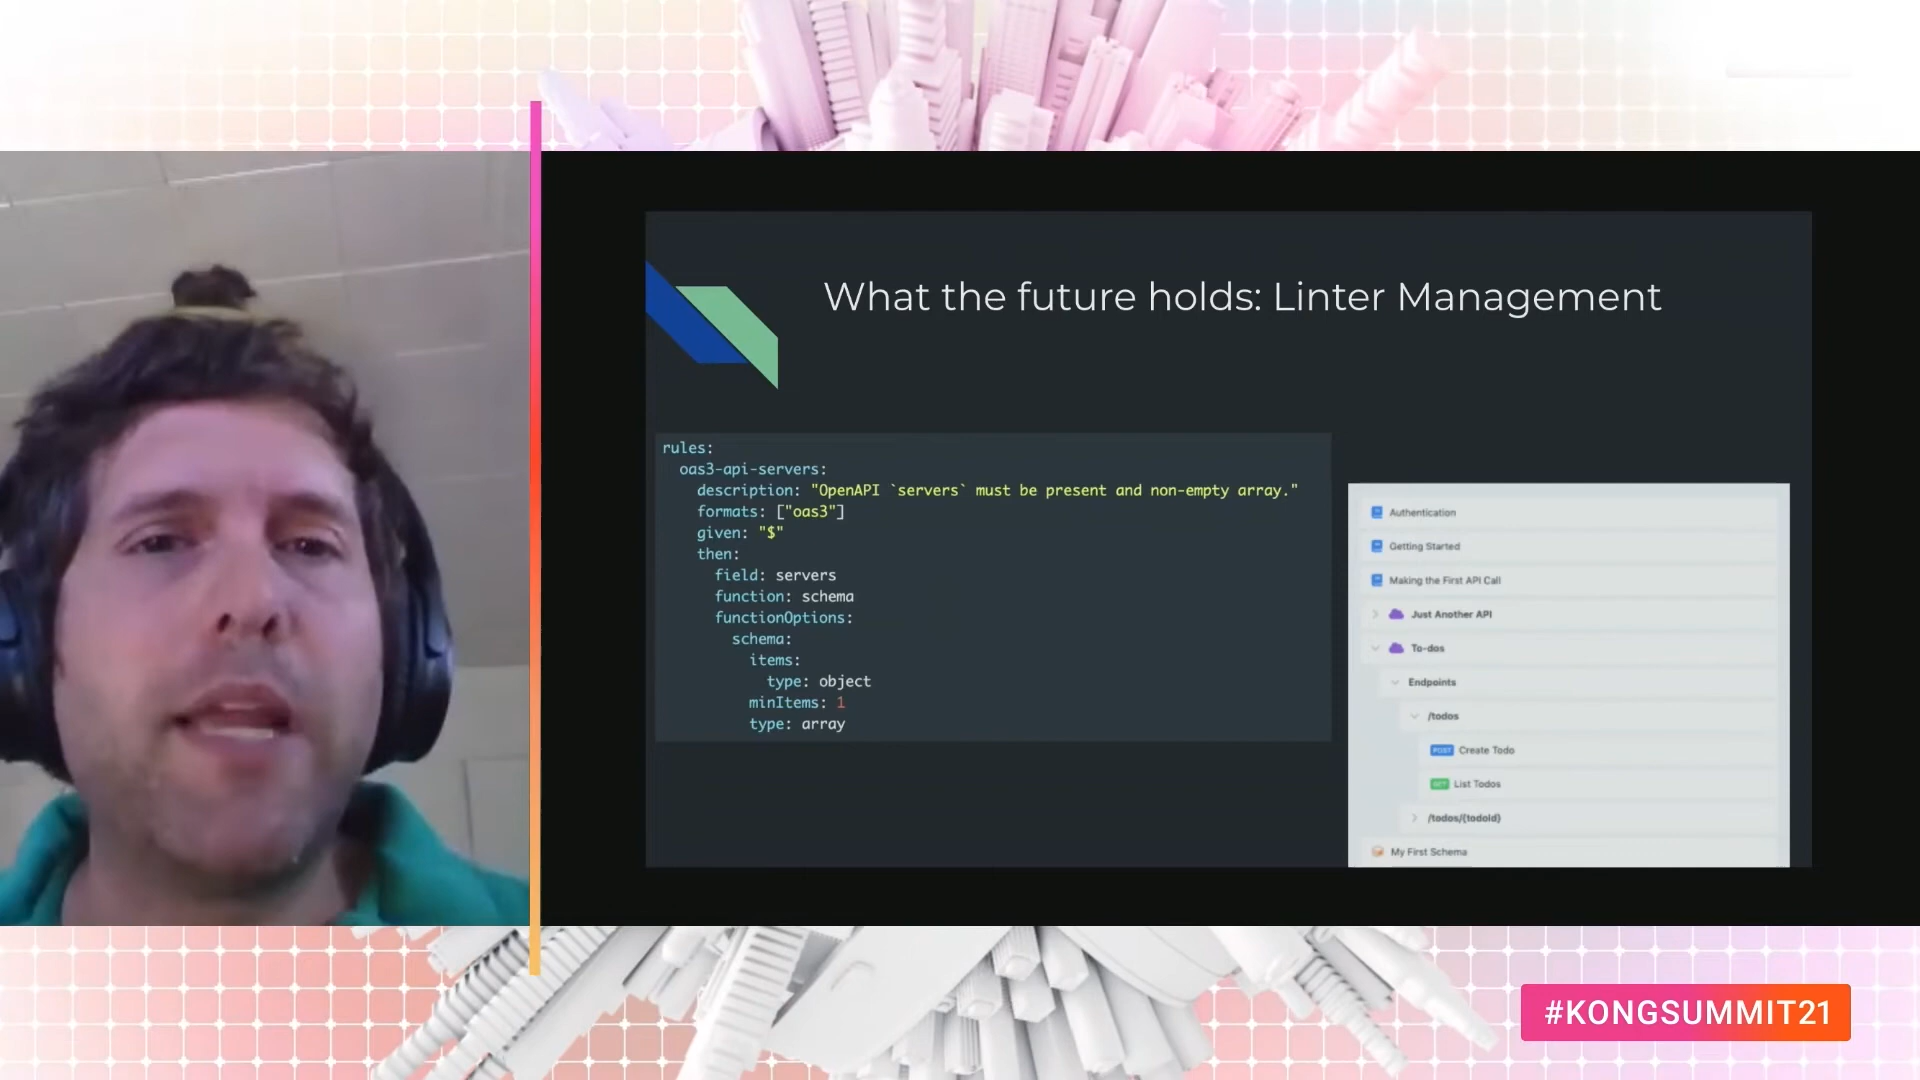 What the future holds: Linter Management
rules:
oas3-api-servers:
description: "OpenAPI `servers` must be present and non-empty array."
formats: ["oas3"]
given: "$"
then:
field: servers
function: schema
functionOptions:
schema:
items:
type: object
minItems: 1
type: array
Authentication
Getting Started
Making the First API Call
Just Another API
To-dos
Endpoints
/todos
POST Create Todo
GET List Todos
/todos/{todoId}
My First Schema
#KONGSUMMIT21